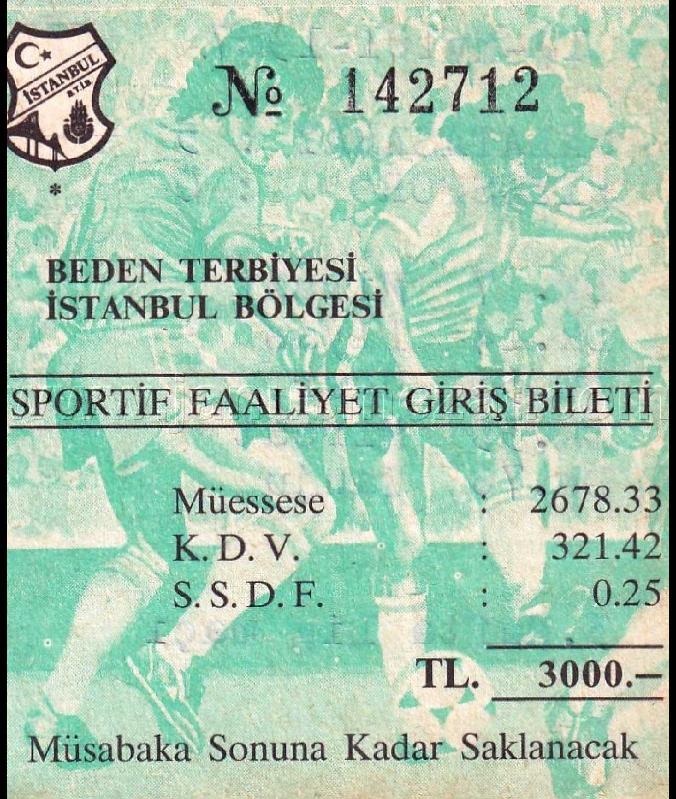 İSTANBUL
B.T.İ.B
№ 142712
*
BEDEN TERBİYESİ
İSTANBUL BÖLGESİ
SPORTİF FAALİYET GİRİŞ BİLETİ
Müessese : 2678.33
K.D.V. : 321.42
S.S.D.F. : 0.25
TL. 3000.—
Müsabaka Sonuna Kadar Saklanacak